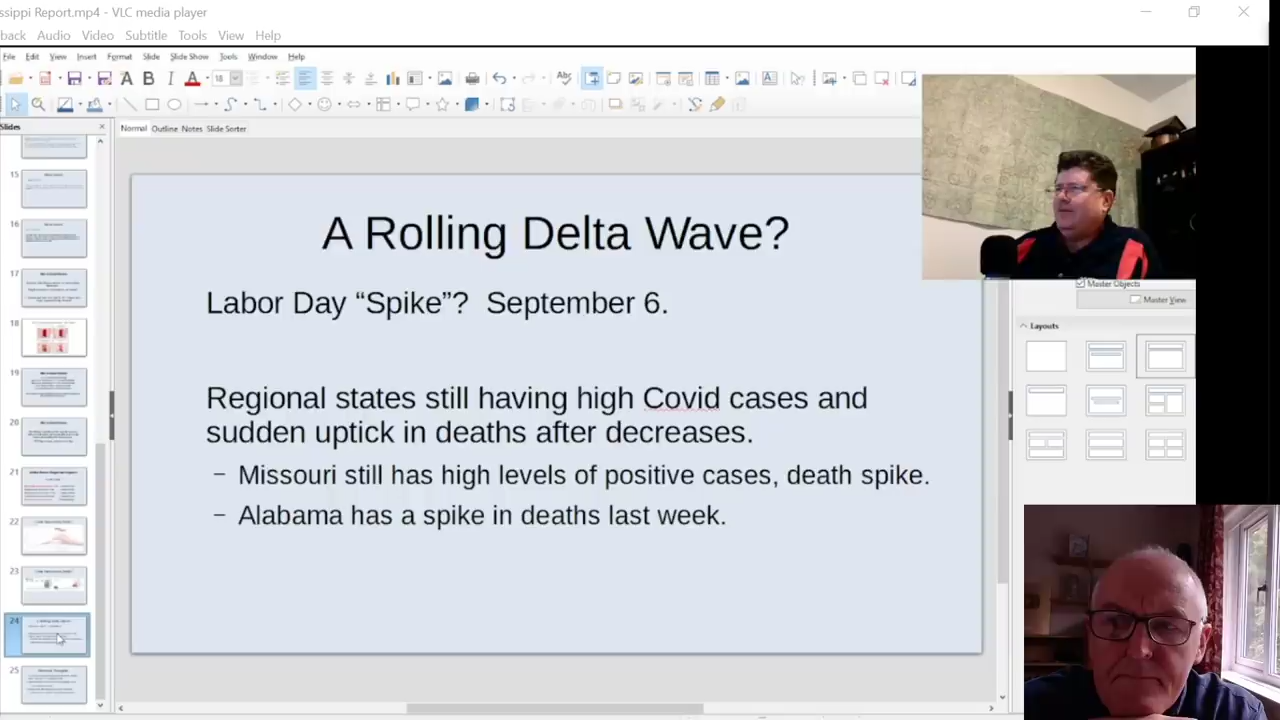 ssippi Report.mp4 - VLC media player
back Audio Video Subtitle Tools View Help
File Edit View Insert Format Slide Slide Show Tools Window Help
18
Slides
Normal Outline Notes Slide Sorter
15
16
17
18
19
20
21
22
23
24
25
A Rolling Delta Wave?
Labor Day “Spike”? September 6.
Regional states still having high Covid cases and
sudden uptick in deaths after decreases.
– Missouri still has high levels of positive cases, death spike.
– Alabama has a spike in deaths last week.
Master Objects
Master View
Layouts